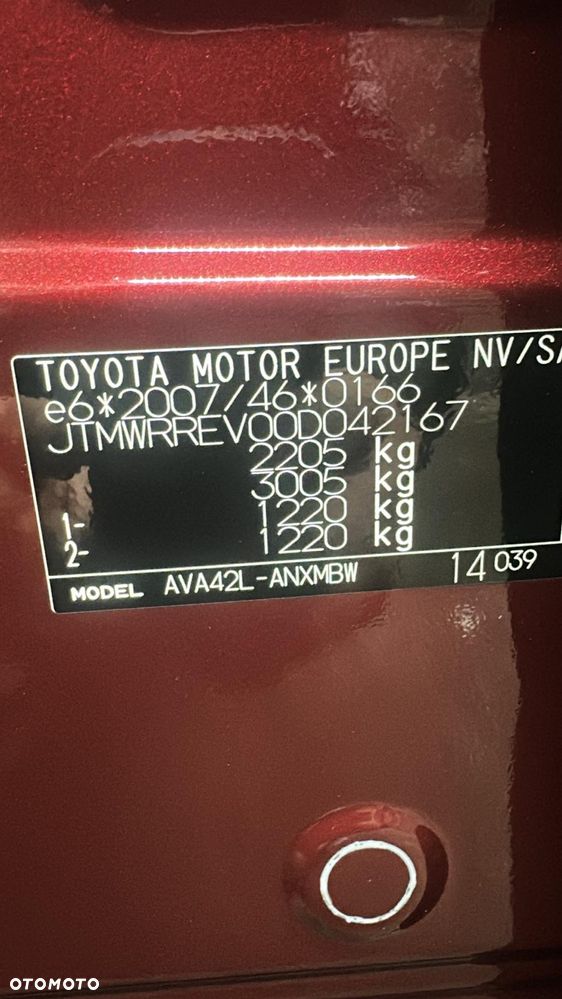 TOYOTA MOTOR EUROPE NV/SA
e6*2007/46*0166
JTMWRREV00D042167
2205 kg
3005 kg
1- 1220 kg
2- 1220 kg
MODEL AVA42L-ANXMBW 14 039
OTOMOTO